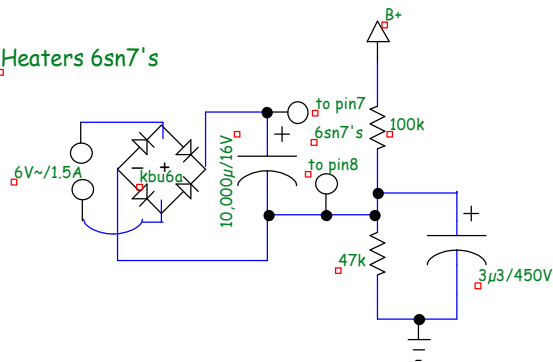 B+
Heaters 6sn7's
to pin7
100k
6sn7's
6V~/1.5A
kbu6a
10,000µ/16V
to pin8
47k
3µ3/450V